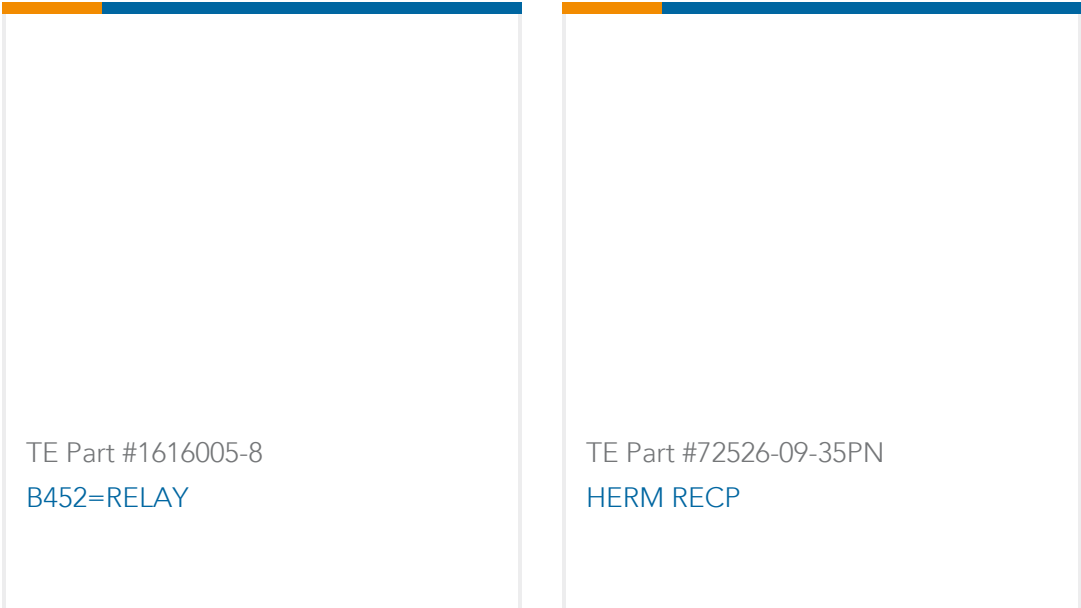 TE Part #1616005-8
B452=RELAY
TE Part #72526-09-35PN
HERM RECP